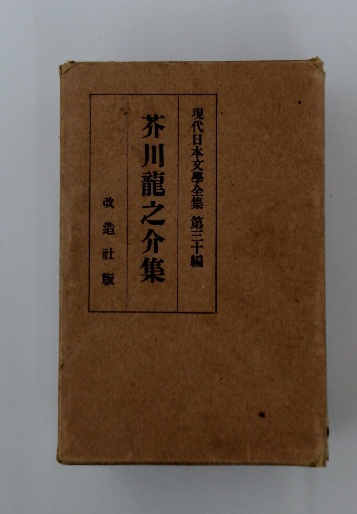 現代日本文學全集 第三十編
芥川龍之介集
改造社版